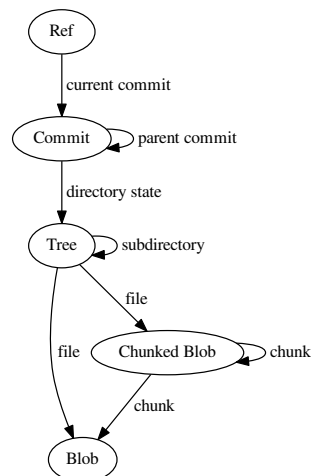 Ref
current commit
Commit
parent commit
directory state
Tree
subdirectory
file
file
Chunked Blob
chunk
chunk
Blob